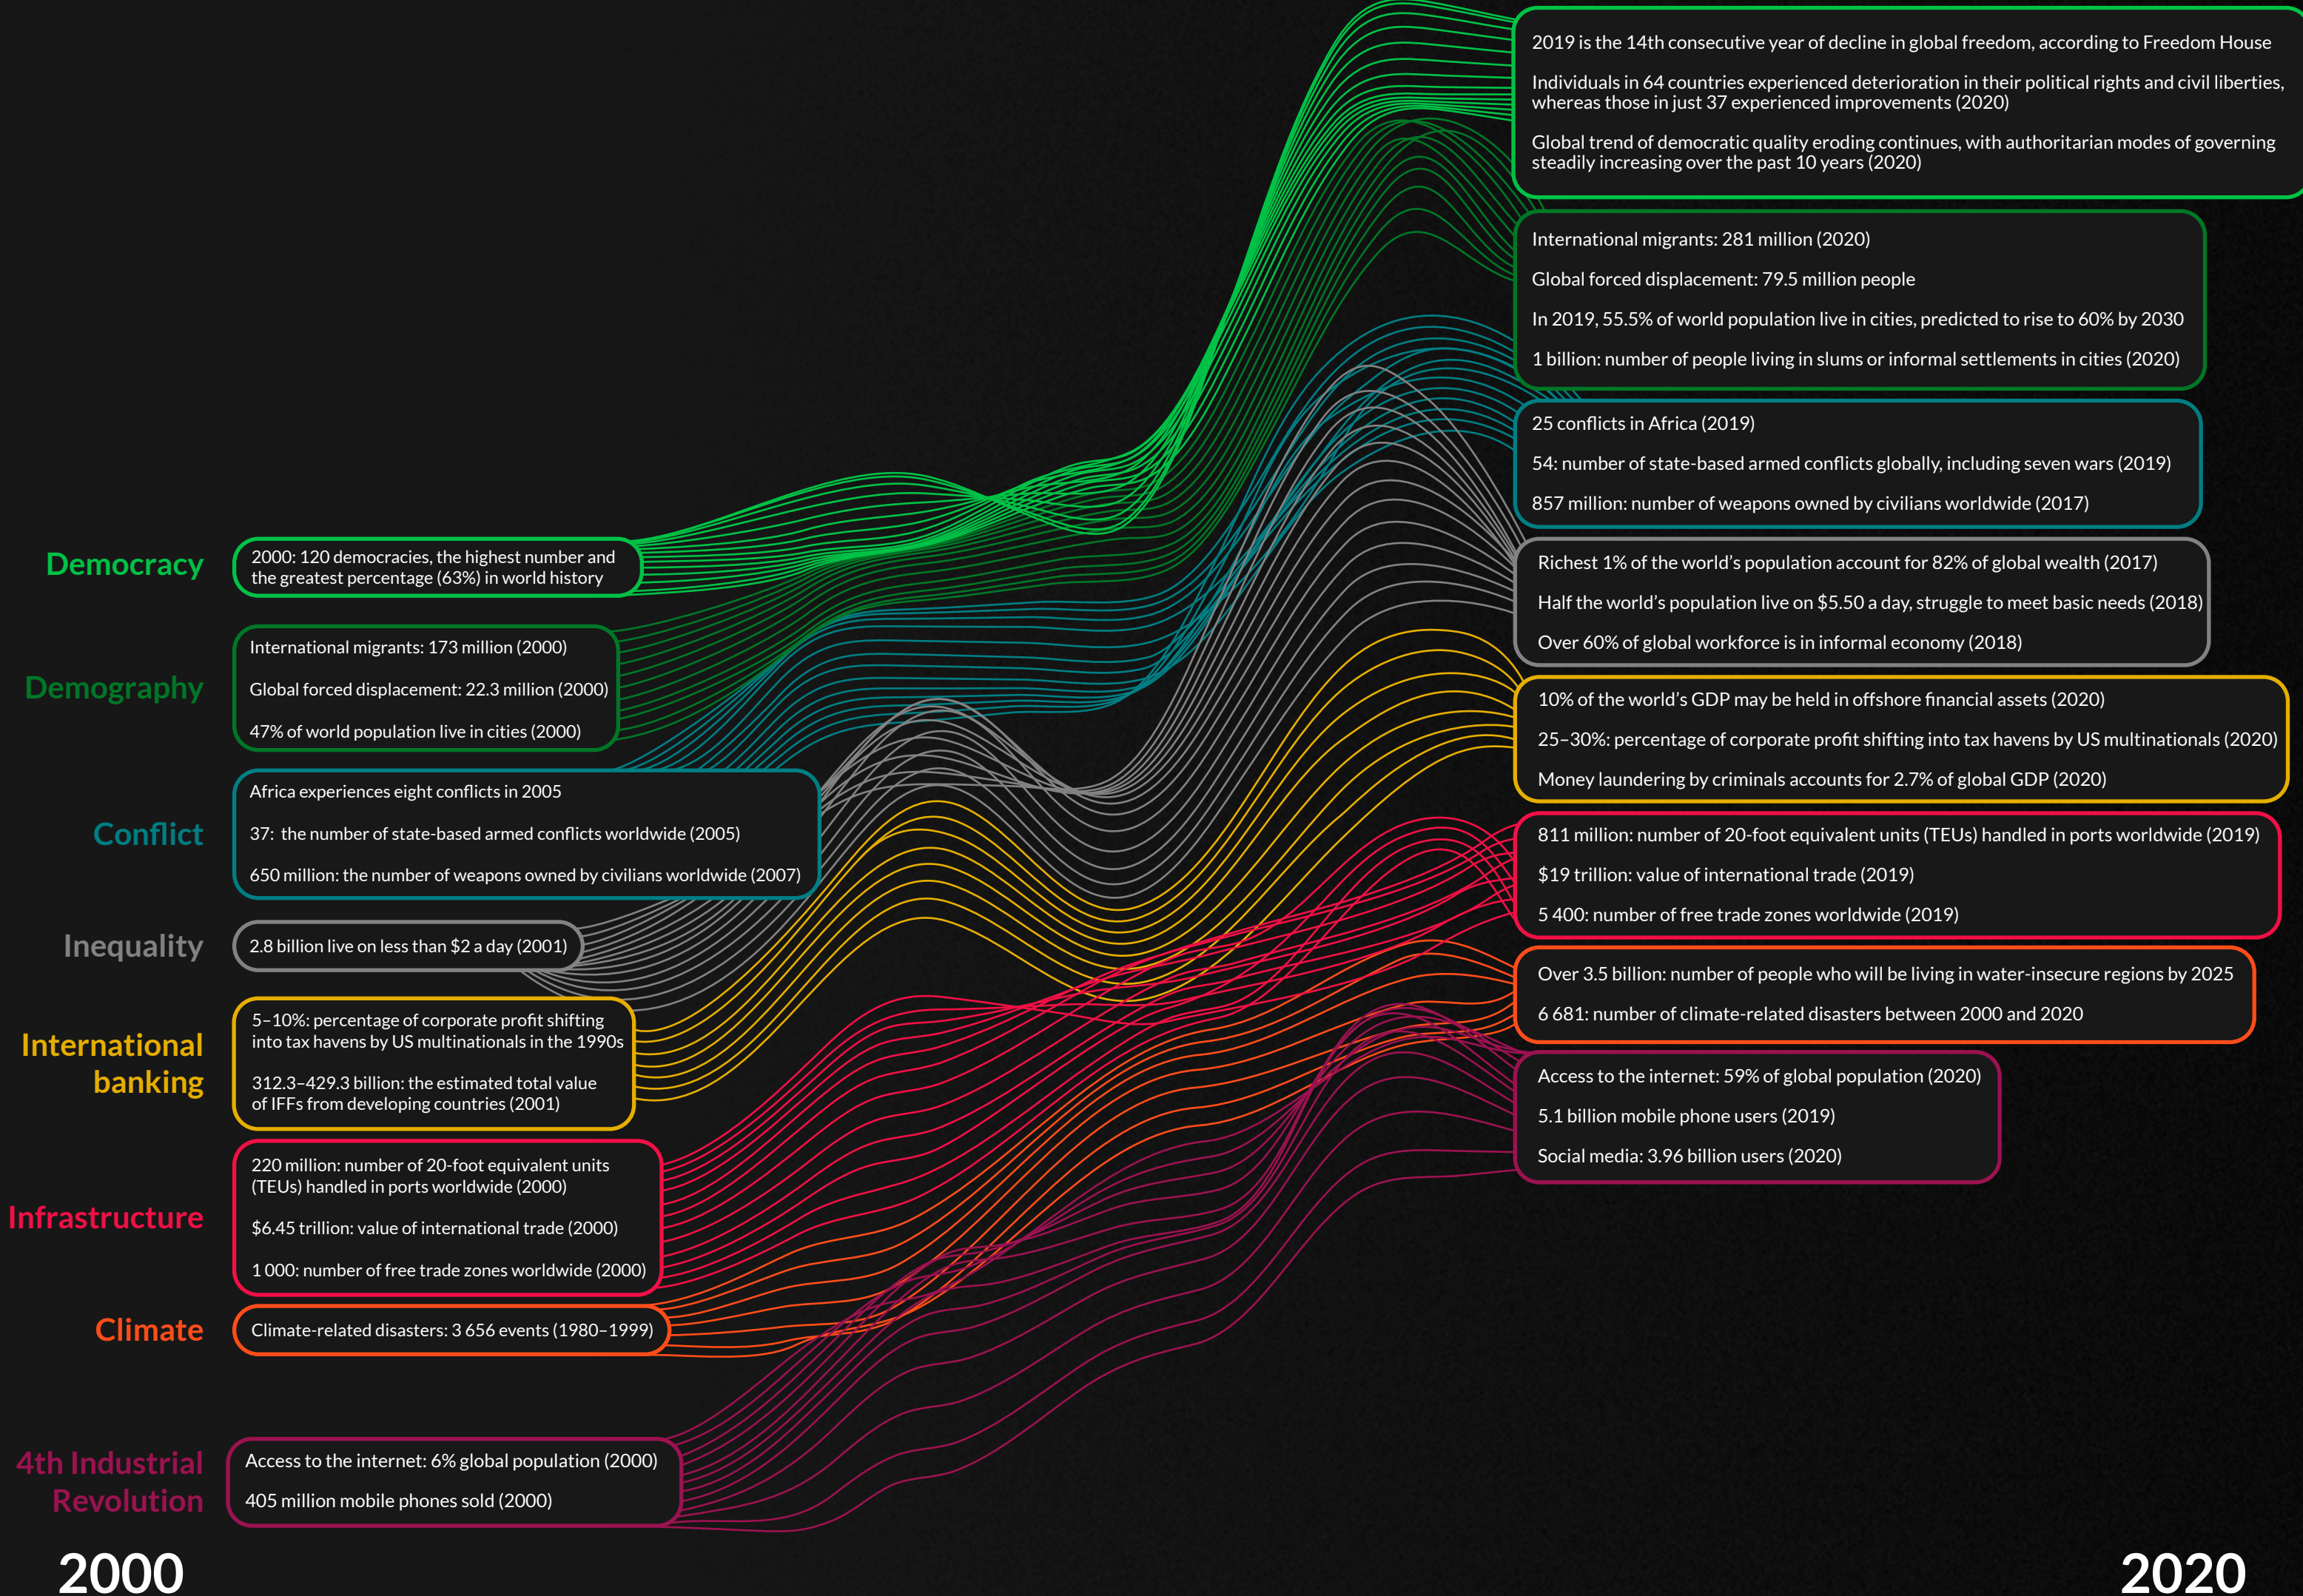 Democracy
2000: 120 democracies, the highest number and
the greatest percentage (63%) in world history
Demography
International migrants: 173 million (2000)
Global forced displacement: 22.3 million (2000)
47% of world population live in cities (2000)
Conflict
Africa experiences eight conflicts in 2005
37: the number of state-based armed conflicts worldwide (2005)
650 million: the number of weapons owned by civilians worldwide (2007)
Inequality
2.8 billion live on less than $2 a day (2001)
International
banking
5–10%: percentage of corporate profit shifting
into tax havens by US multinationals in the 1990s
312.3–429.3 billion: the estimated total value
of IFFs from developing countries (2001)
Infrastructure
220 million: number of 20-foot equivalent units
(TEUs) handled in ports worldwide (2000)
$6.45 trillion: value of international trade (2000)
1 000: number of free trade zones worldwide (2000)
Climate
Climate-related disasters: 3 656 events (1980–1999)
4th Industrial
Revolution
Access to the internet: 6% global population (2000)
405 million mobile phones sold (2000)
2000
2019 is the 14th consecutive year of decline in global freedom, according to Freedom House
Individuals in 64 countries experienced deterioration in their political rights and civil liberties,
whereas those in just 37 experienced improvements (2020)
Global trend of democratic quality eroding continues, with authoritarian modes of governing
steadily increasing over the past 10 years (2020)
International migrants: 281 million (2020)
Global forced displacement: 79.5 million people
In 2019, 55.5% of world population live in cities, predicted to rise to 60% by 2030
1 billion: number of people living in slums or informal settlements in cities (2020)
25 conflicts in Africa (2019)
54: number of state-based armed conflicts globally, including seven wars (2019)
857 million: number of weapons owned by civilians worldwide (2017)
Richest 1% of the world’s population account for 82% of global wealth (2017)
Half the world’s population live on $5.50 a day, struggle to meet basic needs (2018)
Over 60% of global workforce is in informal economy (2018)
10% of the world’s GDP may be held in offshore financial assets (2020)
25–30%: percentage of corporate profit shifting into tax havens by US multinationals (2020)
Money laundering by criminals accounts for 2.7% of global GDP (2020)
811 million: number of 20-foot equivalent units (TEUs) handled in ports worldwide (2019)
$19 trillion: value of international trade (2019)
5 400: number of free trade zones worldwide (2019)
Over 3.5 billion: number of people who will be living in water-insecure regions by 2025
6 681: number of climate-related disasters between 2000 and 2020
Access to the internet: 59% of global population (2020)
5.1 billion mobile phone users (2019)
Social media: 3.96 billion users (2020)
2020